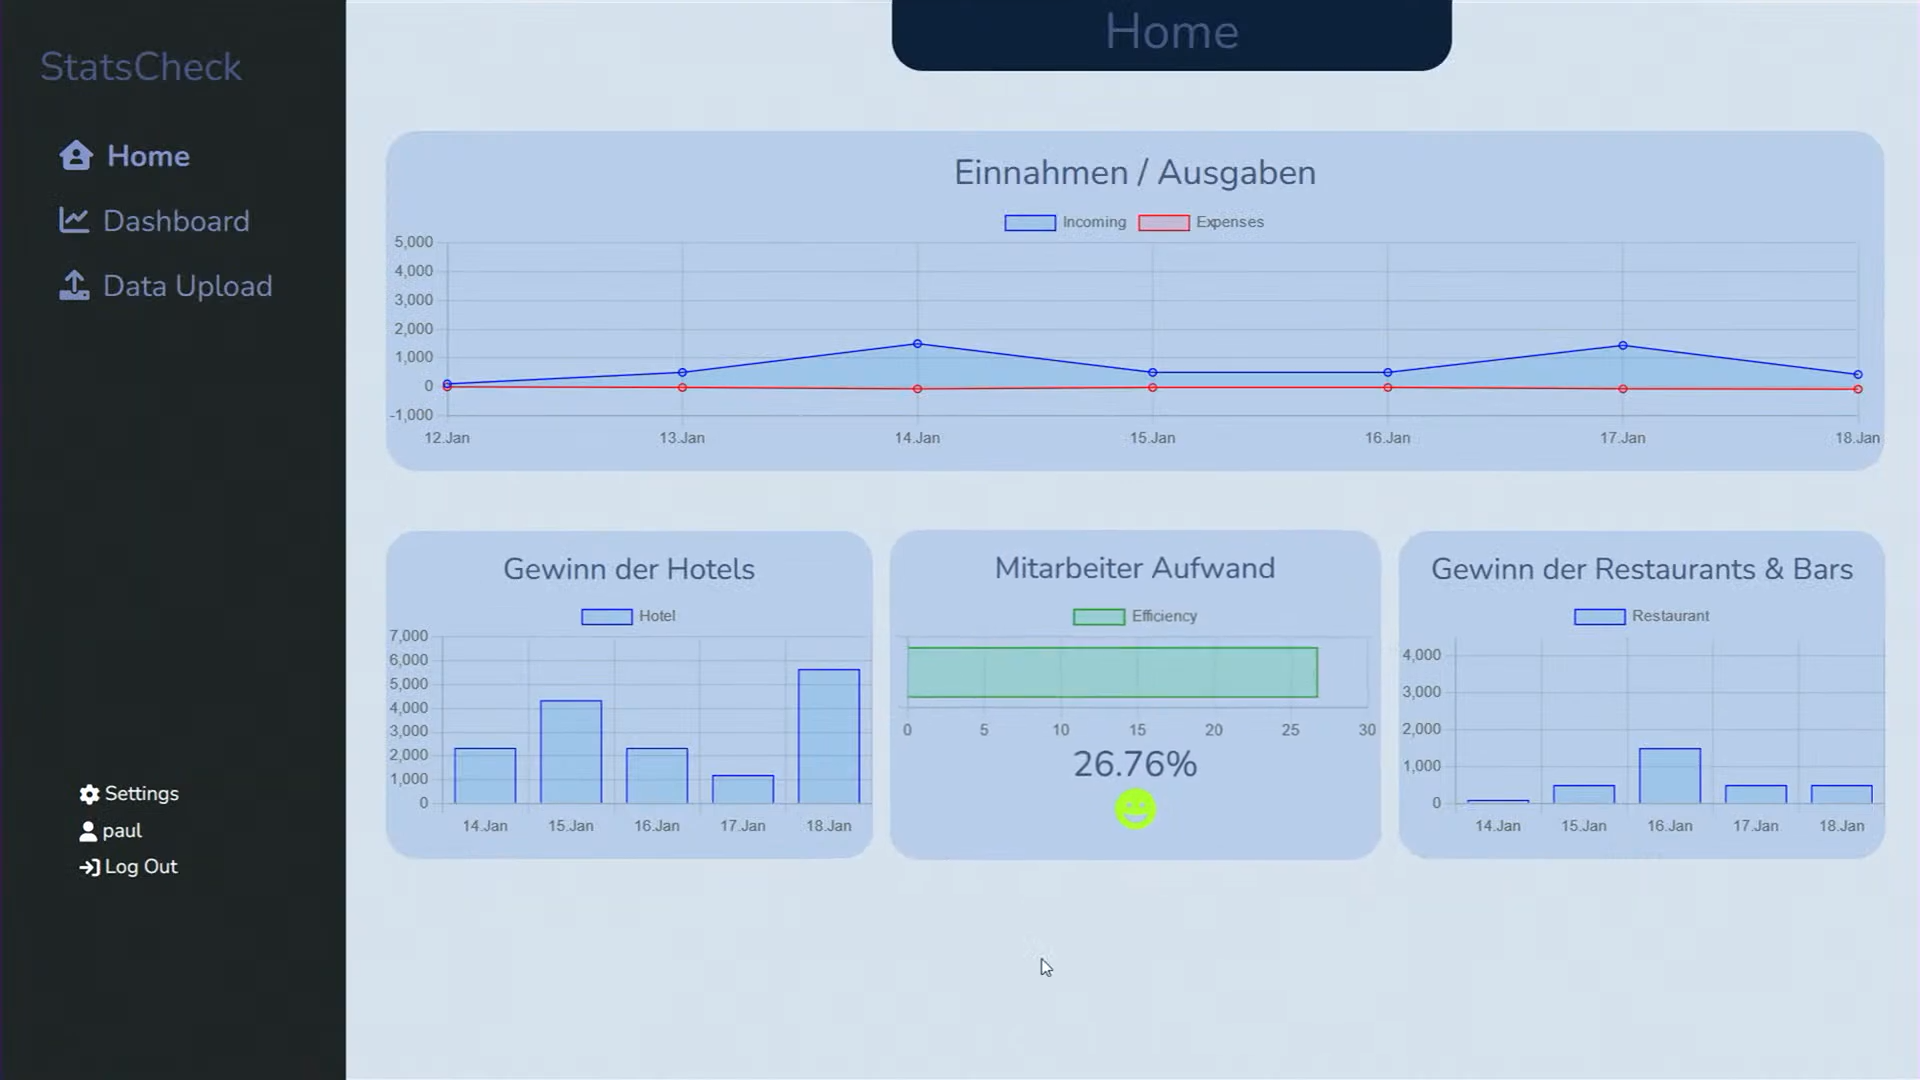 StatsCheck
Home
Dashboard
Data Upload
Settings
paul
Log Out
Home
Einnahmen / Ausgaben
Incoming Expenses
5,000
4,000
3,000
2,000
1,000
0
-1,000
12.Jan 13.Jan 14.Jan 15.Jan 16.Jan 17.Jan 18.Jan
Gewinn der Hotels
Hotel
7,000
6,000
5,000
4,000
3,000
2,000
1,000
0
14.Jan 15.Jan 16.Jan 17.Jan 18.Jan
Mitarbeiter Aufwand
Efficiency
0 5 10 15 20 25 30
26.76%
Gewinn der Restaurants & Bars
Restaurant
4,000
3,000
2,000
1,000
0
14.Jan 15.Jan 16.Jan 17.Jan 18.Jan